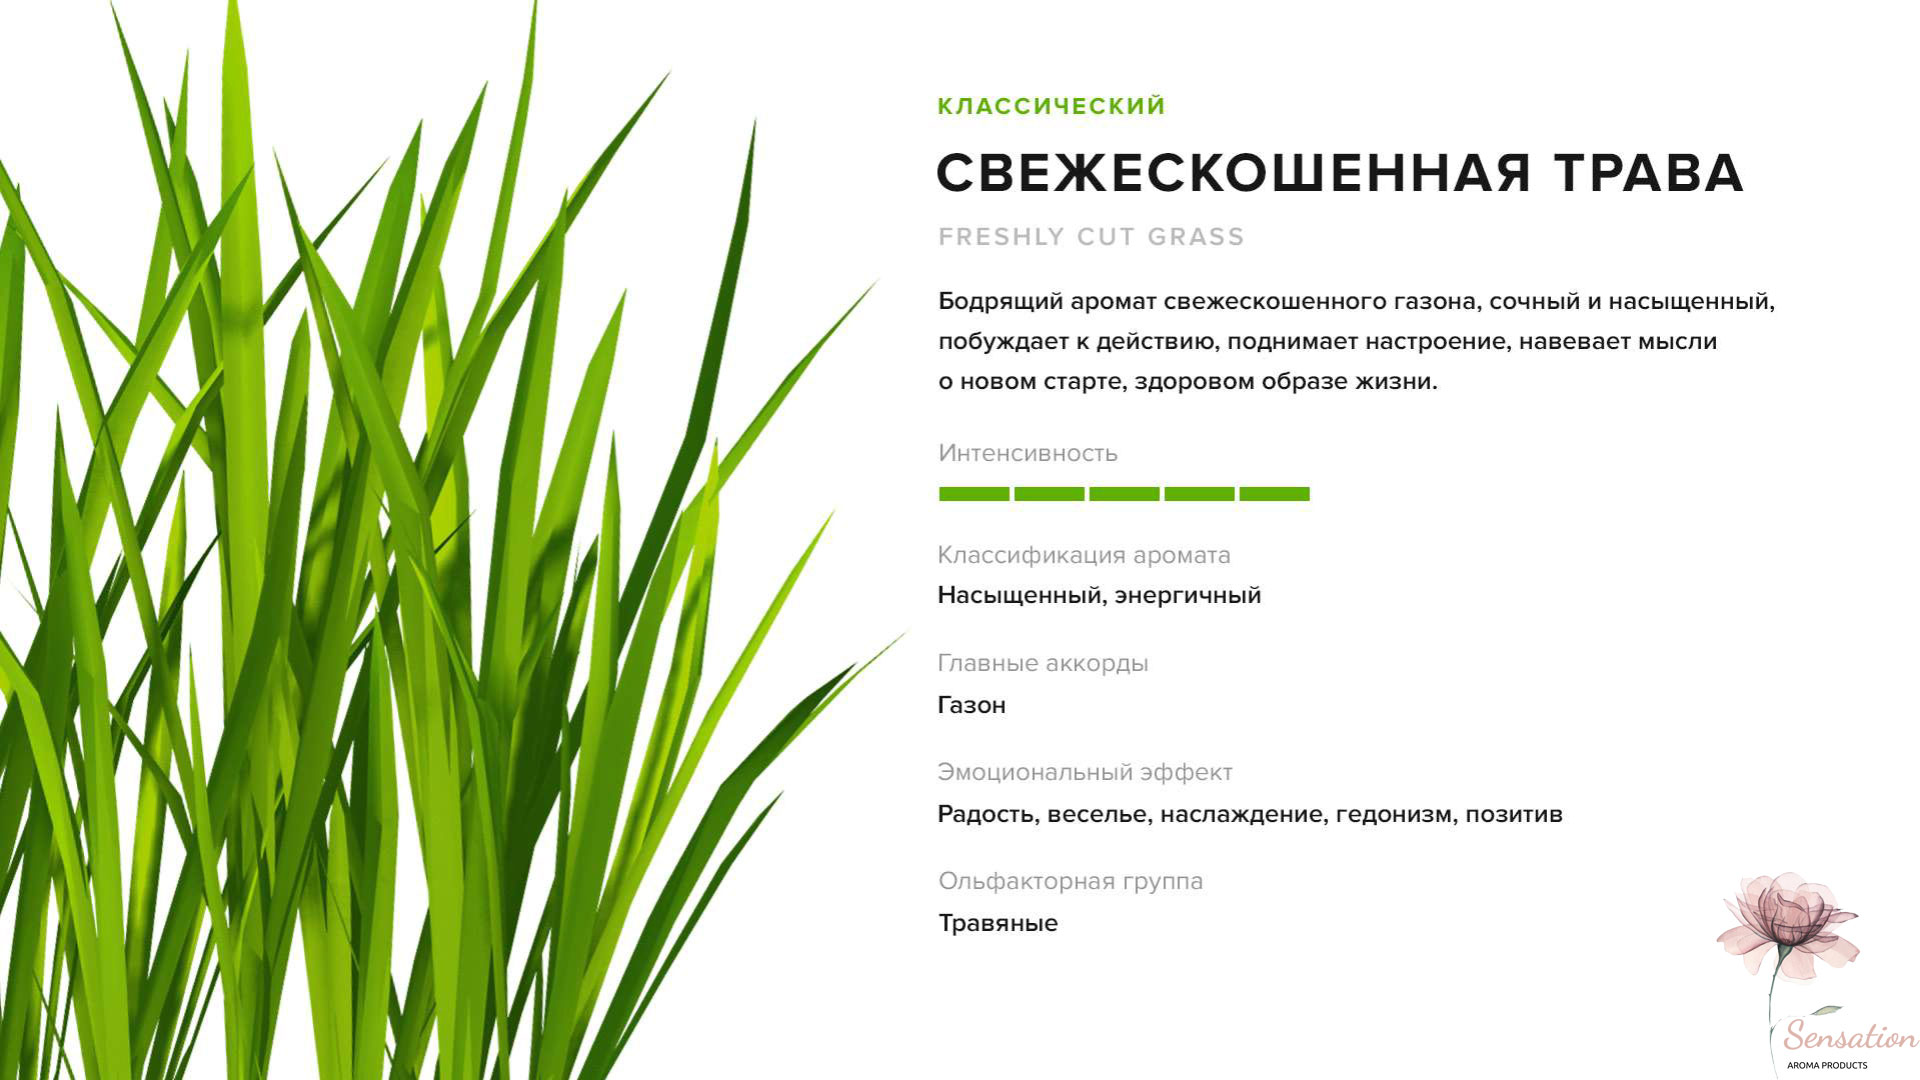 КЛАССИЧЕСКИЙ
СВЕЖЕСКОШЕННАЯ ТРАВА
FRESHLY CUT GRASS
Бодрящий аромат свежескошенного газона, сочный и насыщенный,
побуждает к действию, поднимает настроение, навевает мысли
о новом старте, здоровом образе жизни.
Интенсивность
Классификация аромата
Насыщенный, энергичный
Главные аккорды
Газон
Эмоциональный эффект
Радость, веселье, наслаждение, гедонизм, позитив
Ольфакторная группа
Травяные
Sensation
AROMA PRODUCTS